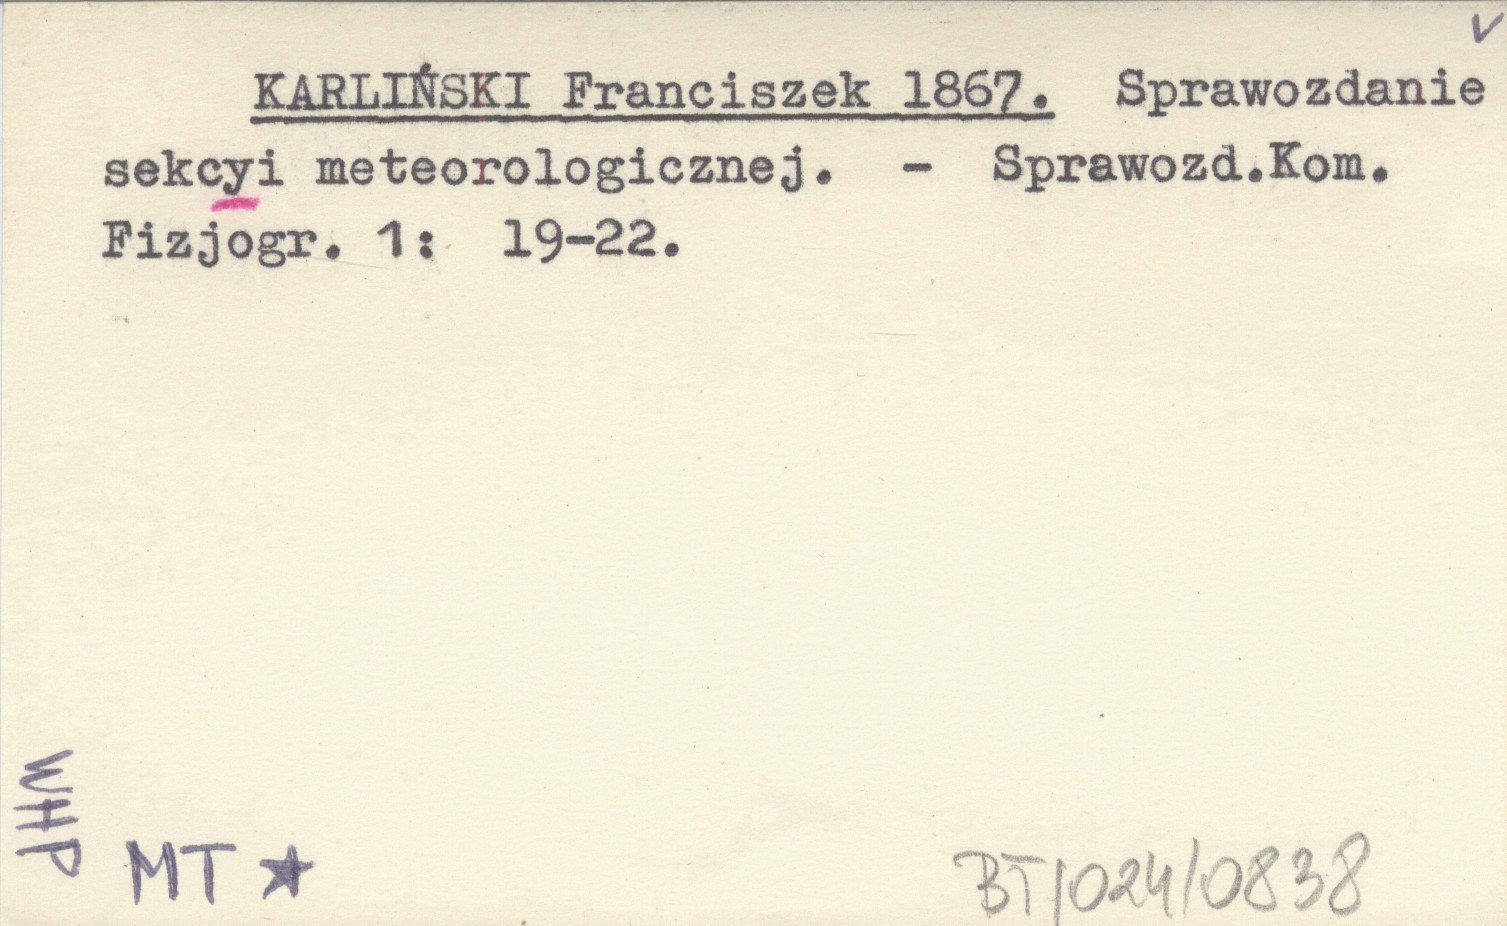 V
KARLIŃSKI Franciszek 1867. Sprawozdanie
sekcyi meteorologicznej. - Sprawozd.Kom.
Fizjogr. 1: 19-22.
WHP
MT ★
BT/024/0838